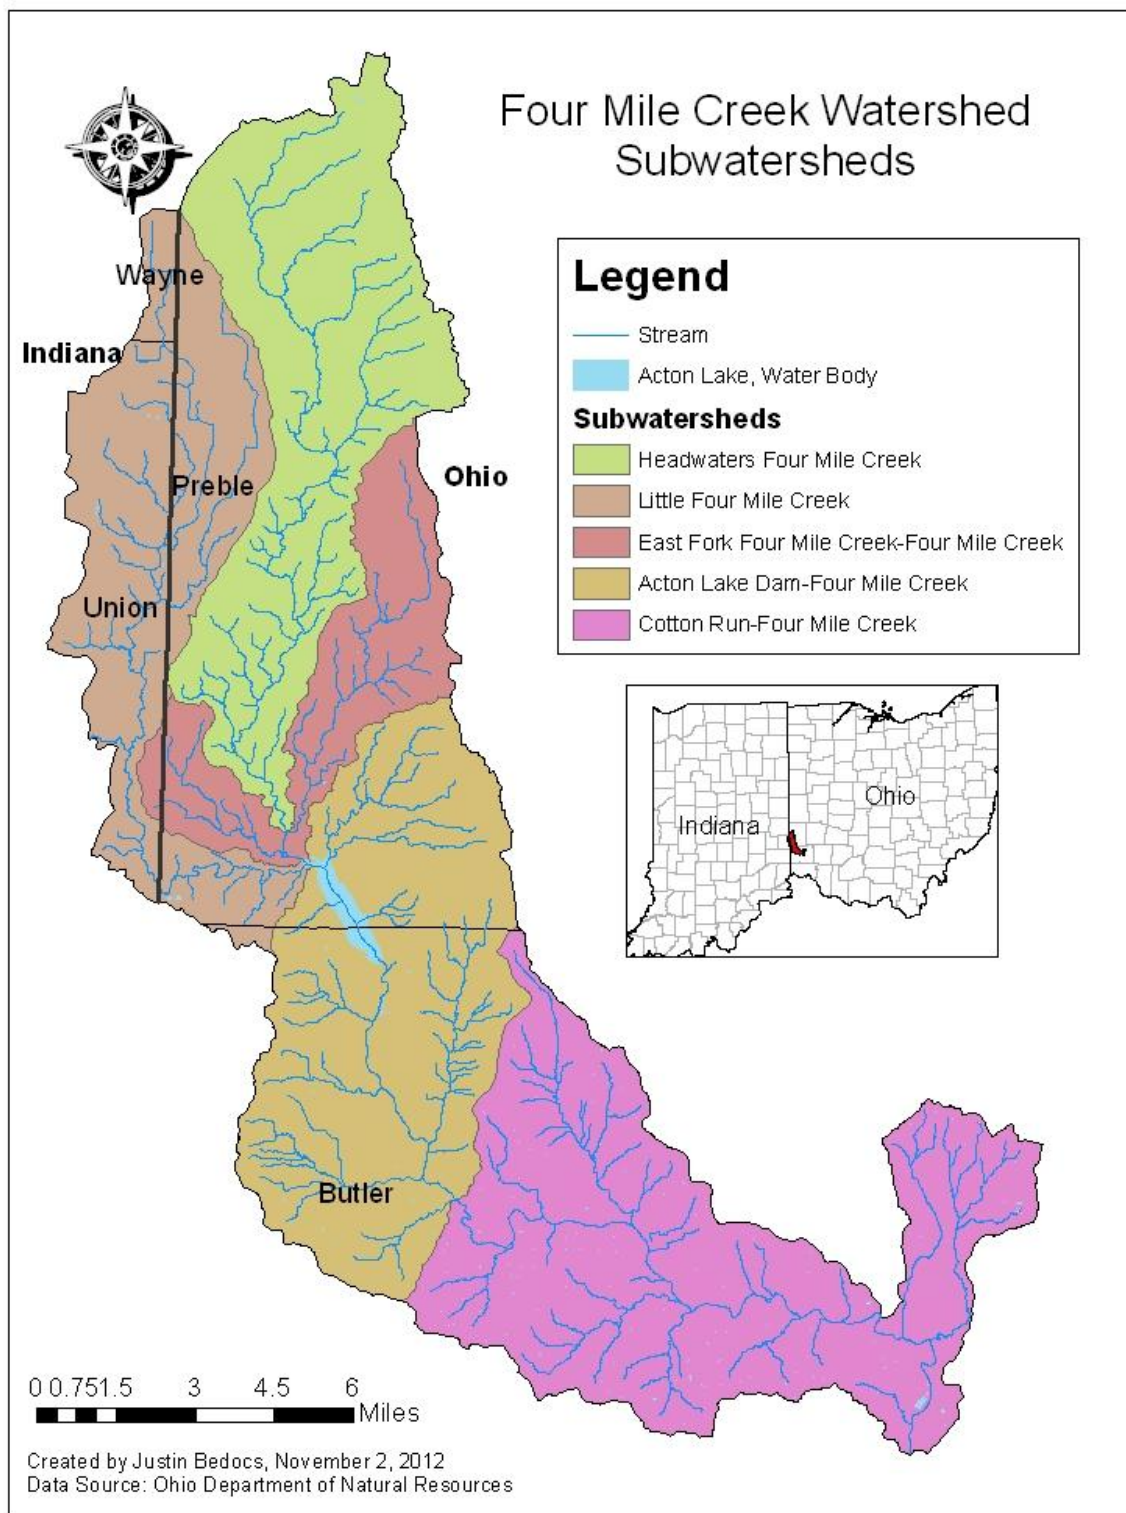 Four Mile Creek Watershed
Subwatersheds
Legend
Stream
Acton Lake, Water Body
Subwatersheds
Headwaters Four Mile Creek
Little Four Mile Creek
East Fork Four Mile Creek-Four Mile Creek
Acton Lake Dam-Four Mile Creek
Cotton Run-Four Mile Creek
Wayne
Indiana
Preble
Ohio
Union
Butler
Indiana
Ohio
0 0.75 1.5 3 4.5 6
Miles
Created by Justin Bedocs, November 2, 2012
Data Source: Ohio Department of Natural Resources